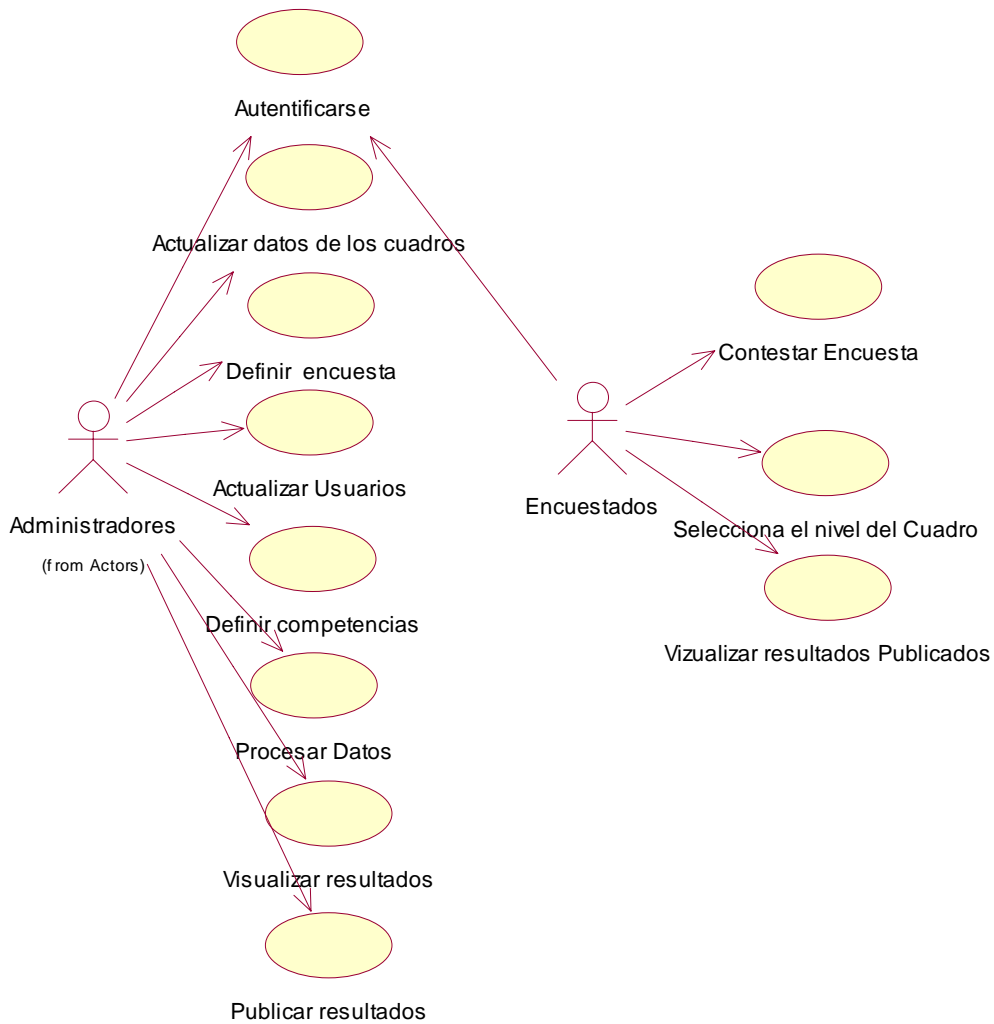 Autentificarse
Actualizar datos de los cuadros
Definir encuesta
Actualizar Usuarios
Administradores
(from Actors)
Definir competencias
Procesar Datos
Visualizar resultados
Publicar resultados
Contestar Encuesta
Encuestados
Selecciona el nivel del Cuadro
Vizualizar resultados Publicados